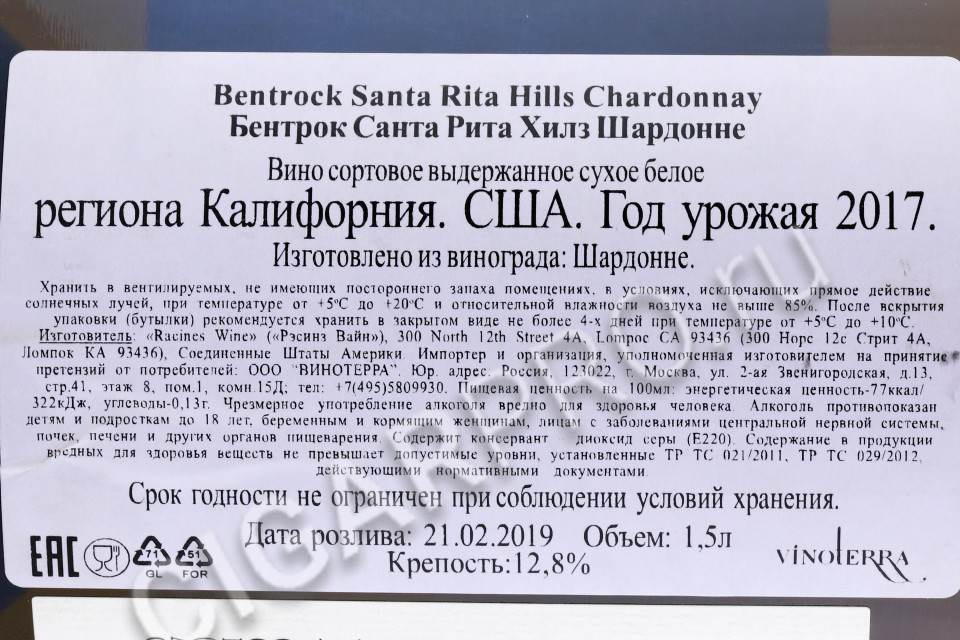 Bentrock Santa Rita Hills Chardonnay
Бентрок Санта Рита Хилз Шардонне
Вино сортовое выдержанное сухое белое
региона Калифорния. США. Год урожая 2017.
Изготовлено из винограда: Шардонне.
Хранить в вентилируемых, не имеющих постороннего запаха помещениях, в условиях, исключающих прямое действие
солнечных лучей, при температуре от +5°С до +20°С и относительной влажности воздуха не выше 85%. После вскрытия
упаковки (бутылки) рекомендуется хранить в закрытом виде не более 4-х дней при температуре от +5°С до +10°С.
Изготовитель: «Racines Wine» («Рэсинз Вайн»), 300 North 12th Street 4A, Lompoc CA 93436 (300 Норс 12с Стрит 4А,
Ломпок КА 93436), Соединенные Штаты Америки. Импортер и организация, уполномоченная изготовителем на принятие
претензий от потребителей: ООО "ВИНОТЕРРА". Юр. адрес: Россия, 123022, г. Москва, ул. 2-ая Звенигородская, д.13,
стр.41, этаж 8, пом.1, комн.15Д; тел: +7(495)5809930. Пищевая ценность на 100мл: энергетическая ценность-77ккал/
322кДж, углеводы-0,13г. Чрезмерное употребление алкоголя вредно для здоровья человека. Алкоголь противопоказан
детям и подросткам до 18 лет, беременным и кормящим женщинам, лицам с заболеваниями центральной нервной системы,
почек, печени и других органов пищеварения. Содержит консервант - диоксид серы (Е220). Содержание в продукции
вредных для здоровья веществ не превышает допустимые уровни, установленные ТР ТС 021/2011, ТР ТС 029/2012,
действующими нормативными документами.
Срок годности не ограничен при соблюдении условий хранения.
Дата розлива: 21.02.2019 Объем: 1,5л
Крепость:12,8%
EAC
71
GL
51
FOR
VINOTERRA
CIGARPRO.ru